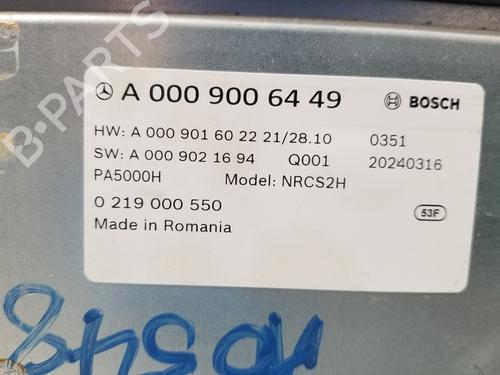 B-PARTS
A 000 900 64 49
BOSCH
HW: A 000 901 60 22 21/28.10 0351
SW: A 000 902 16 94 Q001 20240316
PA5000H Model: NRCS2H
0 219 000 550
53F
Made in Romania